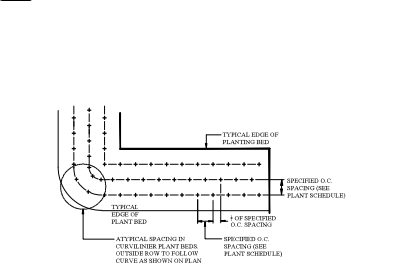 TYPICAL EDGE OF
PLANTING BED
SPECIFIED O.C.
SPACING (SEE
PLANT SCHEDULE)
TYPICAL
EDGE OF
PLANT BED
OF SPECIFIED
O.C. SPACING
ATYPICAL SPACING IN
CURVILINIER PLANT BEDS.
OUTSIDE ROW TO FOLLOW
CURVE AS SHOWN ON PLAN
SPECIFIED O.C.
SPACING (SEE
PLANT SCHEDULE)